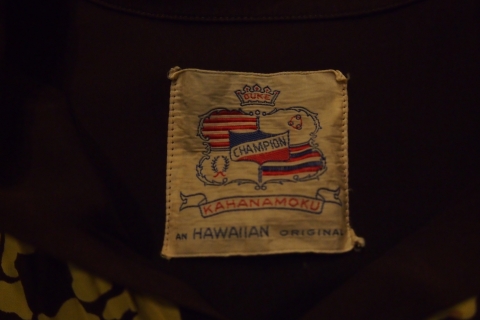 DUKE
CHAMPION
KAHANAMOKU
AN HAWAIIAN ORIGINAL